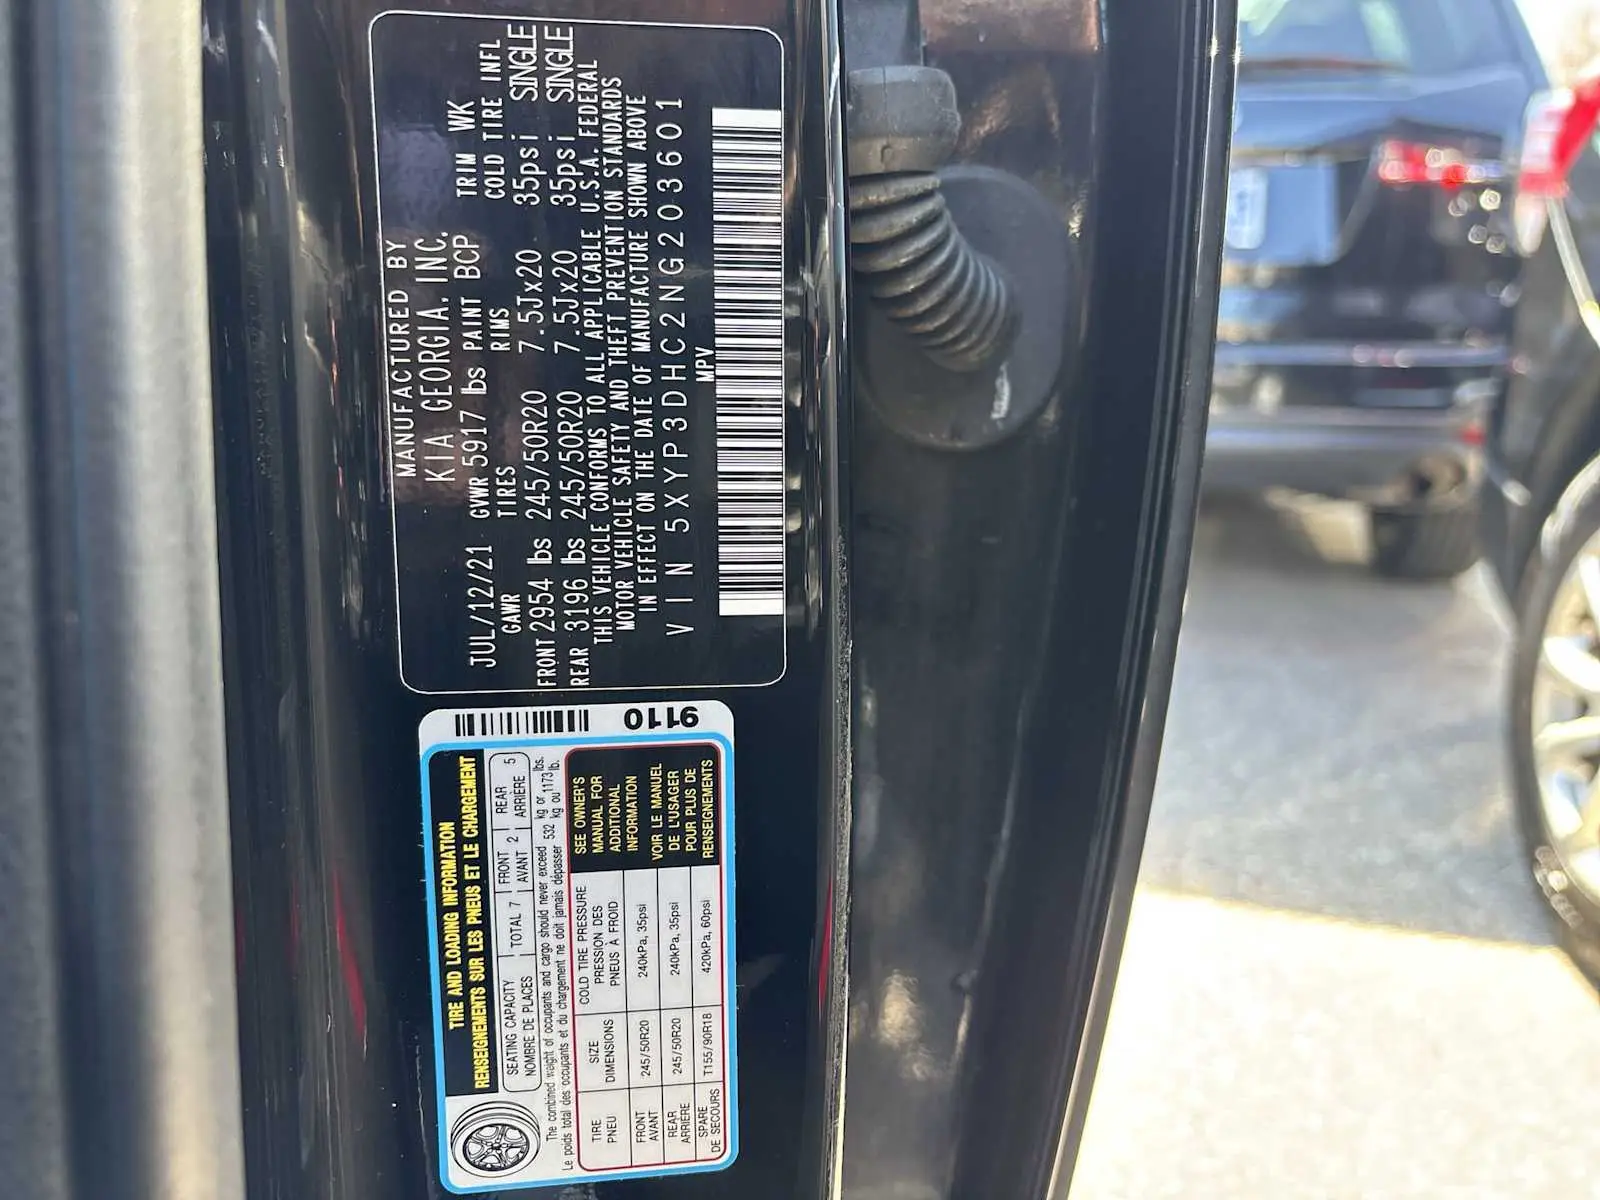 MANUFACTURED BY
KIA GEORGIA, INC.
JUL/12/21 GVWR 5917 lbs PAINT BCP TRIM WK
GAWR TIRES RIMS COLD TIRE INFL
FRONT 2954 lbs 245/50R20 7.5Jx20 35psi SINGLE
REAR 3196 lbs 245/50R20 7.5Jx20 35psi SINGLE
THIS VEHICLE CONFORMS TO ALL APPLICABLE U.S.A. FEDERAL
MOTOR VEHICLE SAFETY AND THEFT PREVENTION STANDARDS
IN EFFECT ON THE DATE OF MANUFACTURE SHOWN ABOVE
VIN 5XYP3DHC2NG203601
MPV
9110
TIRE AND LOADING INFORMATION
RENSEIGNEMENTS SUR LES PNEUS ET LE CHARGEMENT
SEATING CAPACITY TOTAL 7 FRONT 2 REAR 5
NOMBRE DE PLACES AVANT ARRIÈRE
The combined weight of occupants and cargo should never exceed 532 kg or 1173 lbs.
Le poids total des occupants et du chargement ne doit jamais dépasser kg ou lb.
TIRE SIZE COLD TIRE PRESSURE
PNEU DIMENSIONS PRESSION DES
PNEUS À FROID
FRONT 245/50R20 240kPa, 35psi
AVANT
REAR 245/50R20 240kPa, 35psi
ARRIÈRE
SPARE T155/90R18 420kPa, 60psi
DE SECOURS
SEE OWNER'S
MANUAL FOR
ADDITIONAL
INFORMATION
VOIR LE MANUEL
DE L'USAGER
POUR PLUS DE
RENSEIGNEMENTS